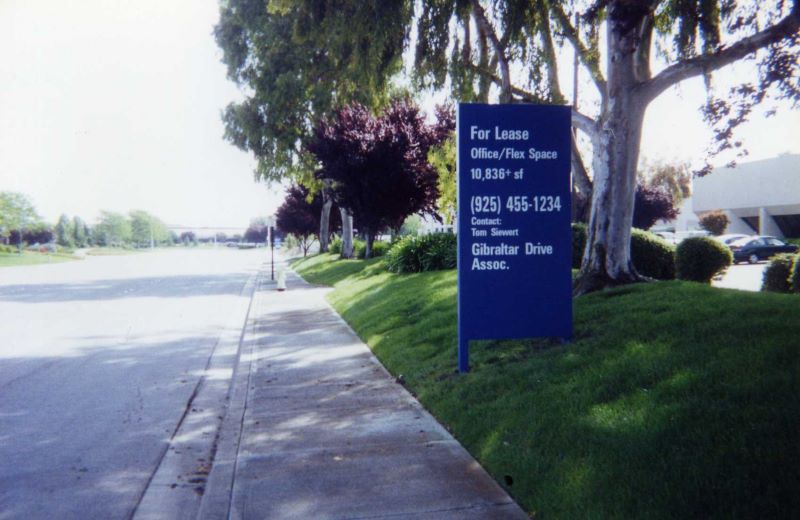 For Lease
Office/Flex Space
10,836+ sf
(925) 455-1234
Contact:
Tom Siewert
Gibraltar Drive
Assoc.